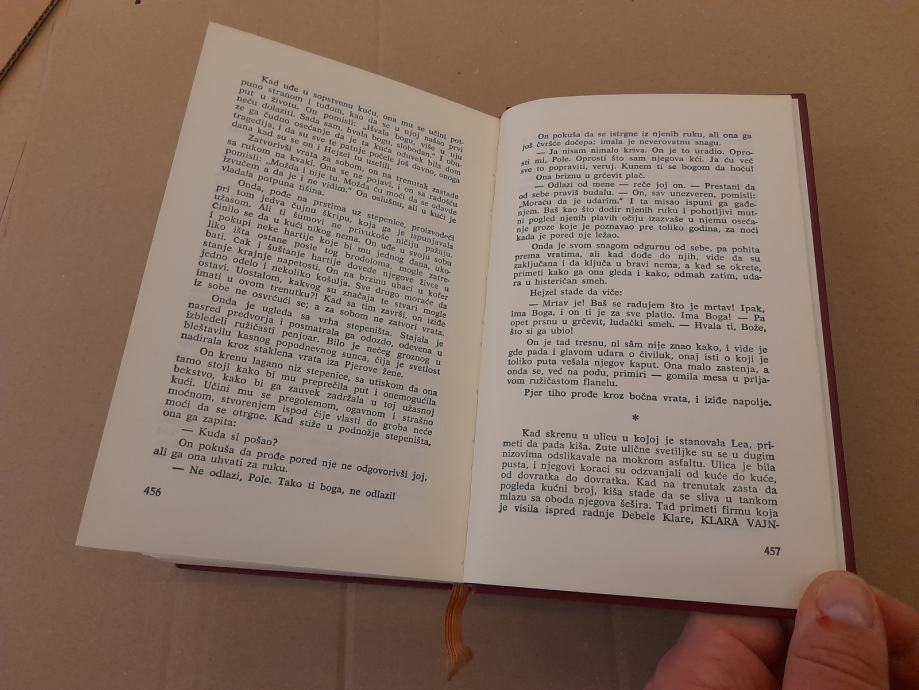 Kad uđe u sopstvenu kuću, ona mu se učini pot-
puno stranom i tuđom, kao da se u njoj našao prvi
put u životu. On pomisli: „Hvala bogu, više u nju
neću dolaziti. Sada sam, hvala bogu, slobodan.” I obu-
ze ga čudno osećanje da je ta kuća oduvek bila dom
tragedija, i da su sve te patnje počele još davno, onoga
dana kad su se on i Hejzel tu uselili.
Zatvorivši vrata za sobom, on na trenutak zastade
sa rukom na kvaki. Ona se ne pojavi, i on sa radošću
pomisli: „Možda i nije tu. Možda ću moći da se odavde
izvučem a da je i ne vidim.” On oslušnu, ali u kući je
vladala potpuna tišina.
Onda, pođe na prstima uz stepenice, proizvodeći
pri tom jedva čujnu škripu, koja ga je ispunjavala
užasom. Ali ti šumovi ne privukoše ničiju pažnju.
Činilo se da u kući nikog nema. On uđe u svoju sobu
i pokupi neke hartije koje bi mu jednog dana, uko-
liko išta ostane posle tog brodoloma, mogle zatre-
bati. Čak i šuštanje hartije dovede njegove živce u
stanje krajnje napetosti. On na brzinu ubaci u kofer
jedno odelo i nekoliko košulja. Sve drugo moraće da
ostavi. Uostalom, kakvog su značaja te stvari mogle
imati u ovom trenutku?! Kad sa tim završi, on iziđe
iz sobe ne osvrćući se; a za sobom ne zatvori vrata.
Onda je ugleda sa vrha stepeništa. Stajala je
nasred predvorja i posmatrala ga odozdo, odevena u
izbledeli ružičasti penjoar. Bilo je nečeg groznog u
bleštavilu kasnog popodnevnog sunca, čija je svetlost
nadirala kroz staklena vrata iza Pjerove žene.
On krenu lagano niz stepenice, sa utiskom da ona
tamo stoji kako bi mu preprečila put i onemogućila
bekstvo, kako bi ga zauvek zadržala u toj užasnoj
kući. Učini mu se pregolemom, ogavnom i strašno
moćnom, stvorenjem ispod čije vlasti do groba neće
moći da se otrgne. Kad stiže u podnožje stepeništa,
ona ga zapita:
— Kuda si pošao?
On pokuša da prođe pored nje ne odgovorivši joj,
ali ga ona uhvati za ruku.
— Ne odlazi, Pole. Tako ti boga, ne odlazi!
456
On pokuša da se istrgne iz njenih ruku, ali ona ga
još čvršće dočepa: imala je neverovatnu snagu.
— Ja nisam nimalo kriva. On je to uradio. Opro-
sti mi, Pole. Oprosti što sam njegova kći. Ja ću već
sve to popraviti, veruj. Kunem ti se bogom da hoću!
Ona briznu u grčevit plač.
— Odlazi od mene — reče joj on. — Prestani da
od sebe praviš budalu. — On, sav unezveren, pomisli:
„Moraću da je udarim.” I ta misao ispuni ga gađe-
njem. Baš kao što dodir njenih ruku i pohotljivi mut-
ni pogled njenih plavih očiju izazvaše u njemu oseća-
nje groze koje je poznavao pre toliko godina, za noći
kada je pored nje ležao.
Onda je svom snagom odgurnu od sebe, pa pohita
prema vratima, ali kad dođe do njih, vide da su
zaključana i da ključa u bravi nema, a kad se okrete,
primeti kako ga ona gleda i kako, odmah zatim, uda-
ra u histeričan smeh.
Hejzel stade da viče:
— Mrtav je! Baš se radujem što je mrtav! Ipak,
ima Boga, i on ti je za sve platio. Ima Boga! — Pa
opet prsnu u grčevit, ludački smeh. — Hvala ti, Bože,
što si ga ubio!
On je tad tresnu, ni sâm nije znao kako, i vide je
gde pada i glavom udara o čiviluk, onaj isti o koji je
toliko puta vešala njegov kaput. Ona malo zastenja, a
onda se, već na podu, primiri — gomila mesa u prlja-
vom ružičastom flanelu.
Pjer tiho prođe kroz bočna vrata, i iziđe napolje.
*
Kad skrenu u ulicu u kojoj je stanovala Lea, pri-
meti da pada kiša. Žute ulične svetiljke su se u dugim
nizovima odslikavale na mokrom asfaltu. Ulica je bila
pusta, i njegovi koraci su odzvanjali od kuće do kuće,
od dovratka do dovratka. Kad na trenutak zasta da
pogleda kućni broj, kiša stade da se sliva u tankom
mlazu sa oboda njegova šešira. Tad primeti firmu koja
je visila ispred radnje Debele Klare, KLARA VAJN-
457